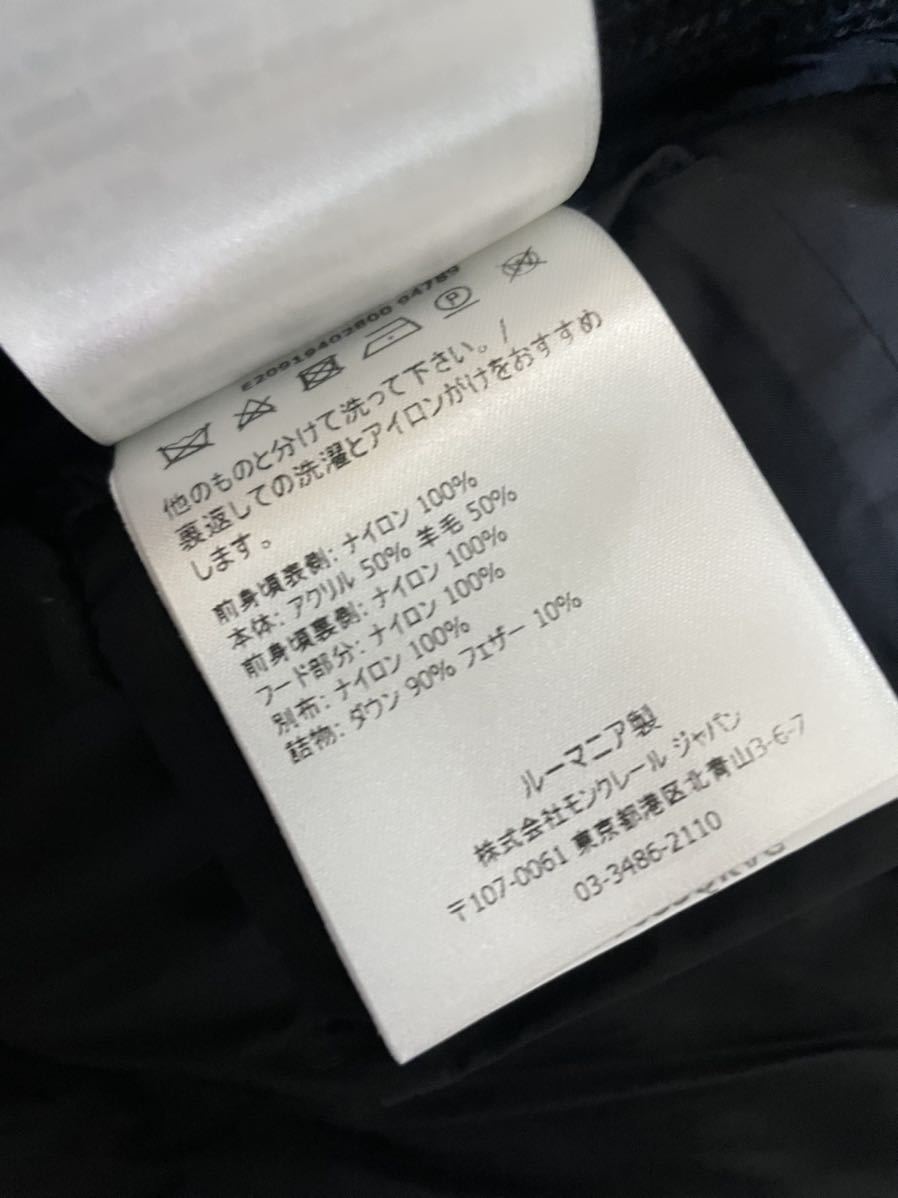 E20919402800 04789
他のものと分けて洗って下さい。/
裏返しての洗濯とアイロンがけをおすすめ
します。
前身頃表側: ナイロン 100%
本体: アクリル 50% 羊毛 50%
前身頃裏側: ナイロン 100%
フード部分: ナイロン 100%
別布: ナイロン 100%
詰物: ダウン 90% フェザー 10%
ルーマニア製
株式会社モンクレール ジャパン
〒107-0061 東京都港区北青山3-6-7
03-3486-2110